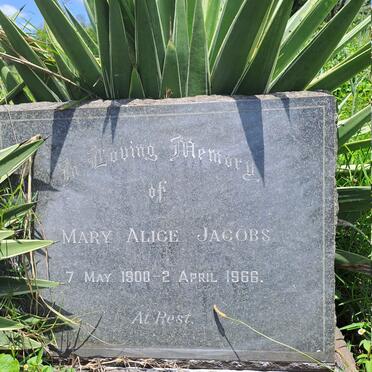 In Loving Memory
of
MARY ALICE JACOBS
7 MAY 1900-2 APRIL 1966.
At Rest.